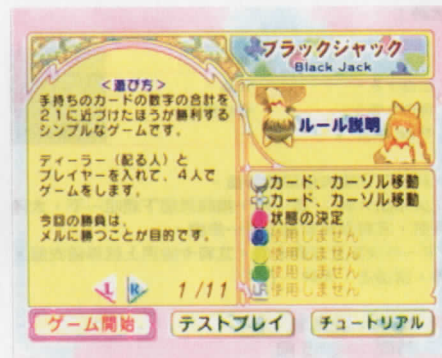 ブラックジャック
Black Jack
<遊び方>
手持ちのカードの数字の合計を
21に近づけたほうが勝利する
シンプルなゲームです。
ディーラー(配る人)と
プレイヤーを入れて、4人で
ゲームをします。
今回の勝負は、
メルに勝つことが目的です。
L R 1/11
ルール説明
カード、カーソル移動
カード、カーソル移動
状態の決定
使用しません
使用しません
使用しません
使用しません
ゲーム開始
テストプレイ
チュートリアル